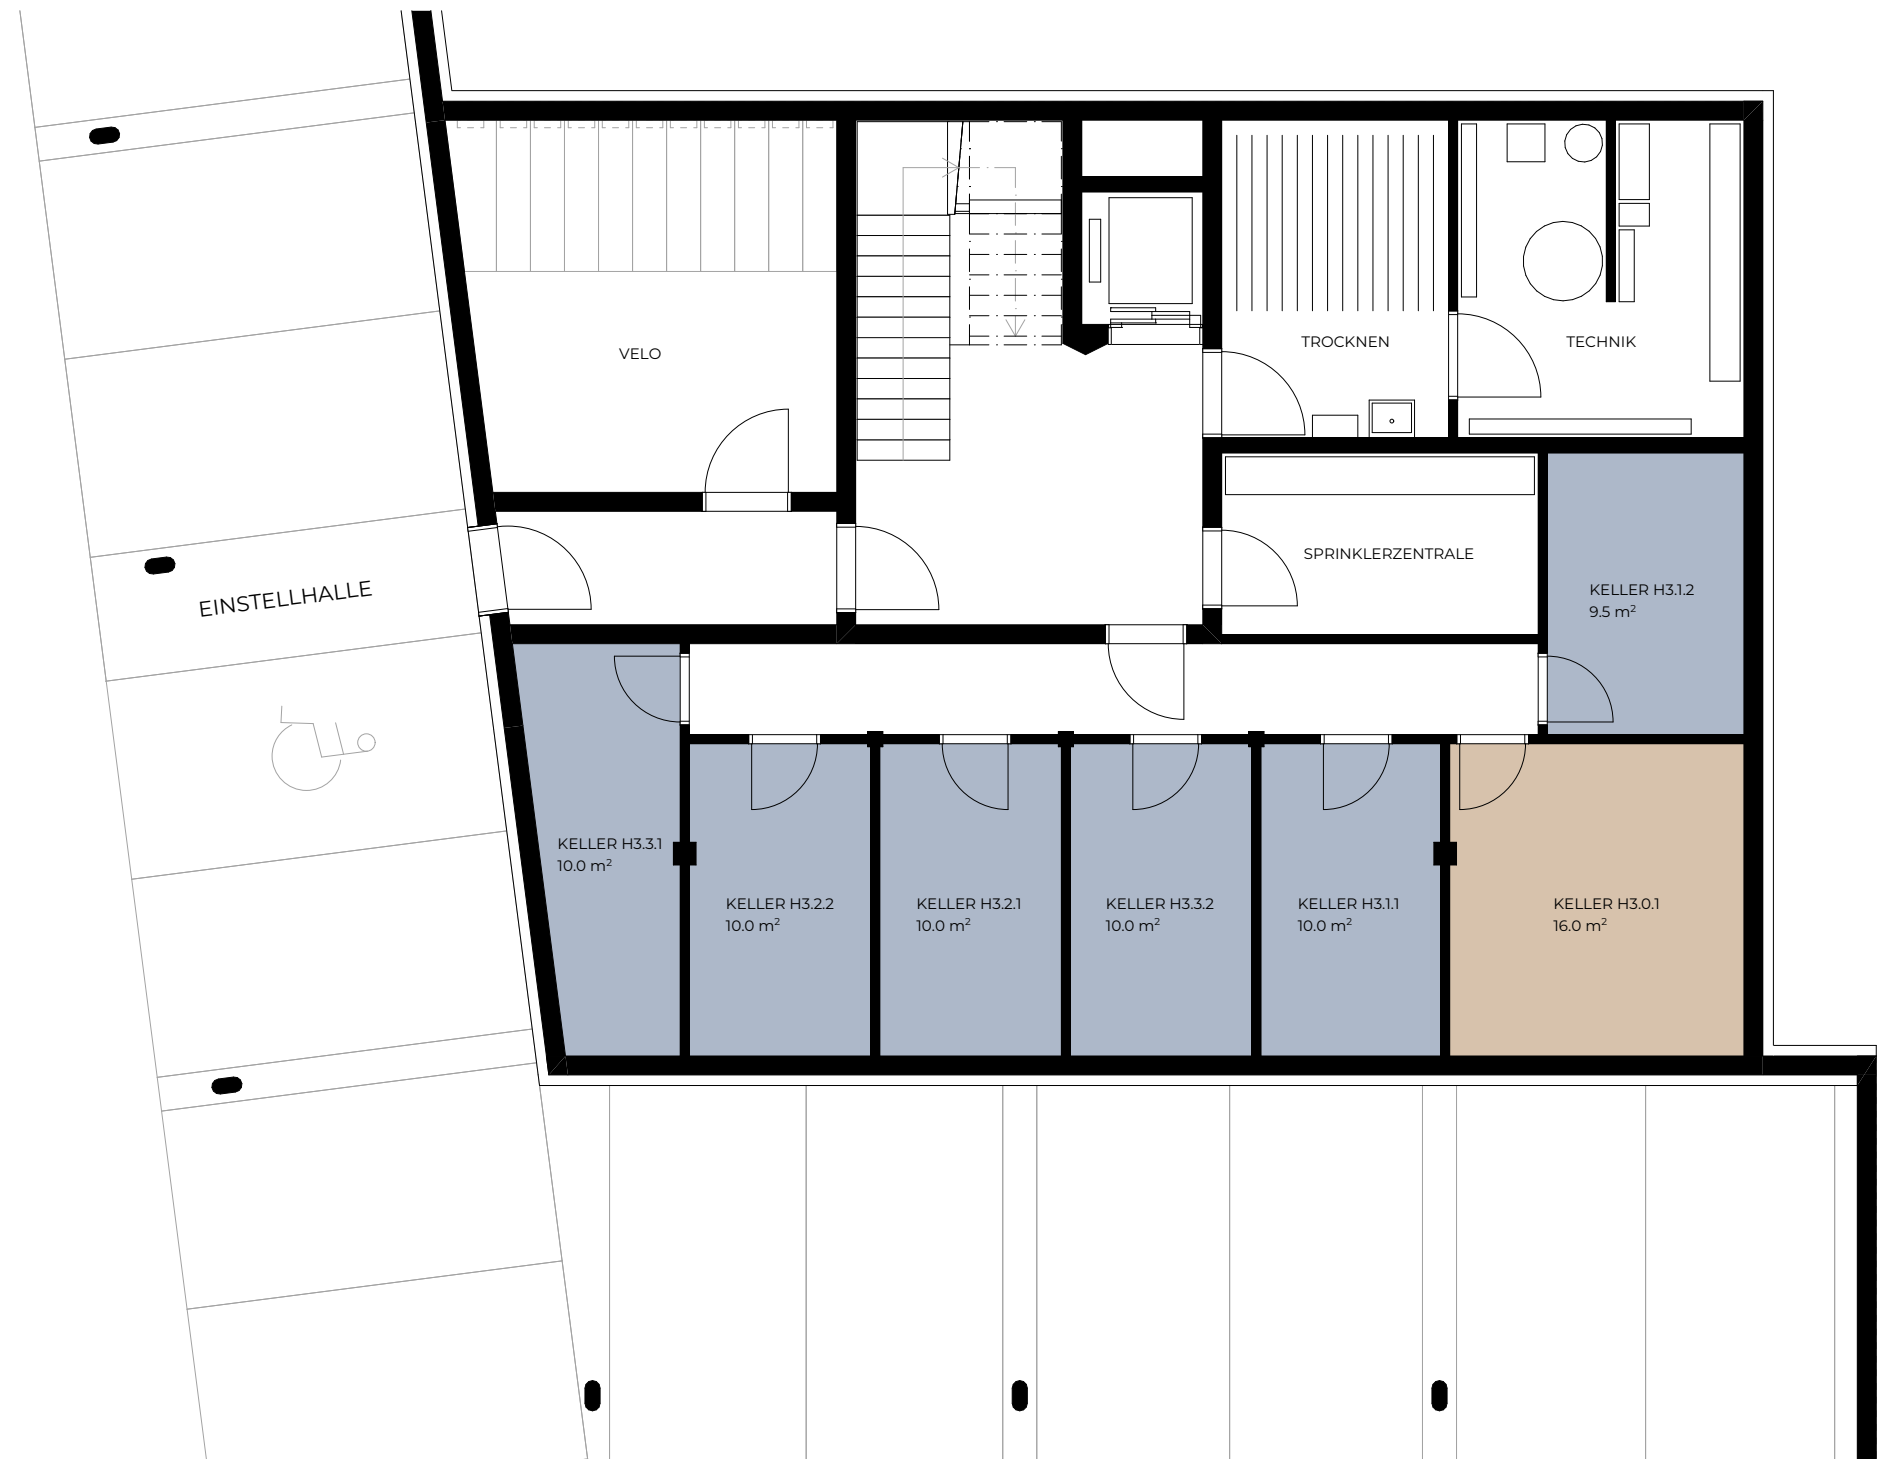 VELO
TROCKNEN
TECHNIK
SPRINKLERZENTRALE
EINSTELLHALLE
KELLER H3.1.2
9.5 m²
KELLER H3.3.1
10.0 m²
KELLER H3.2.2
10.0 m²
KELLER H3.2.1
10.0 m²
KELLER H3.3.2
10.0 m²
KELLER H3.1.1
10.0 m²
KELLER H3.0.1
16.0 m²